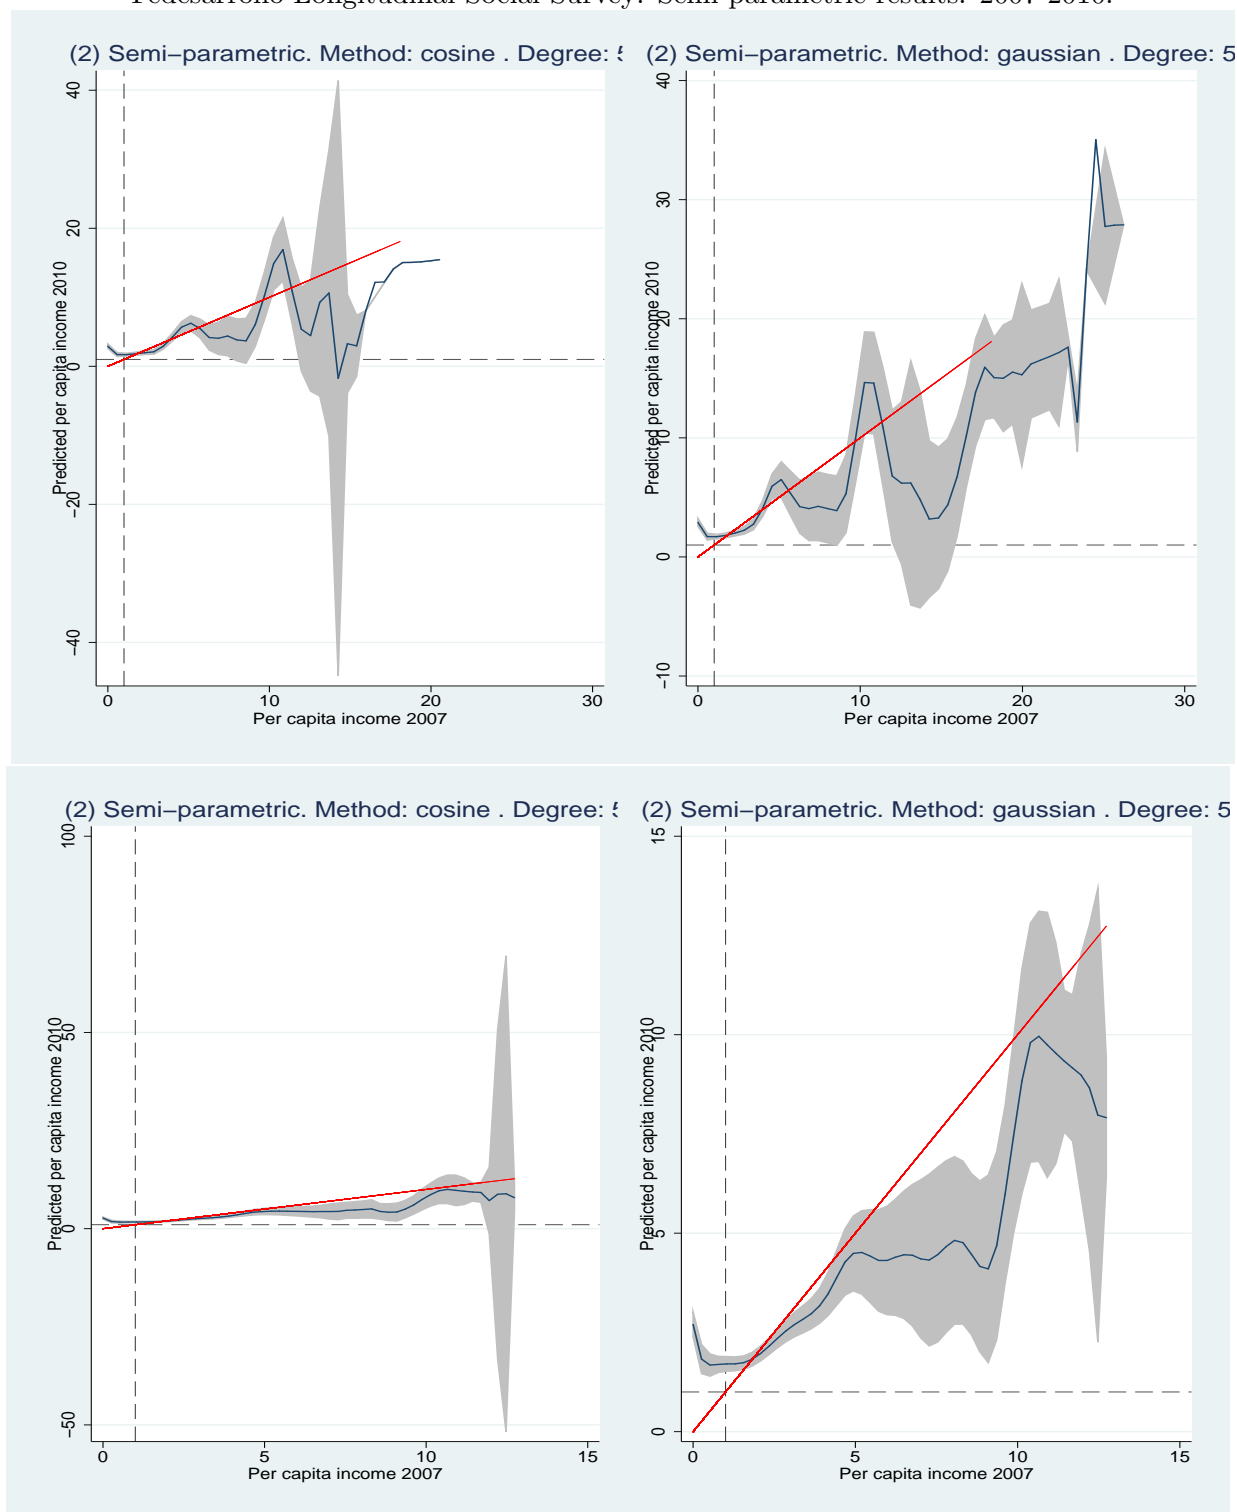 Fedesarrollo Longitudinal Social Survey. Semi-parametric results. 2007-2010.
(2) Semi-parametric. Method: cosine . Degree:
40
20
0
-20
-40
Predicted per capita income 2010
0 10 20 30
Per capita income 2007
(2) Semi-parametric. Method: gaussian . Degree: 5
40
30
20
10
0
-10
Predicted per capita income 2010
0 10 20 30
Per capita income 2007
(2) Semi-parametric. Method: cosine . Degree:
100
50
0
-50
Predicted per capita income 2010
0 5 10 15
Per capita income 2007
(2) Semi-parametric. Method: gaussian . Degree: 5
15
10
5
0
Predicted per capita income 2010
0 5 10 15
Per capita income 2007